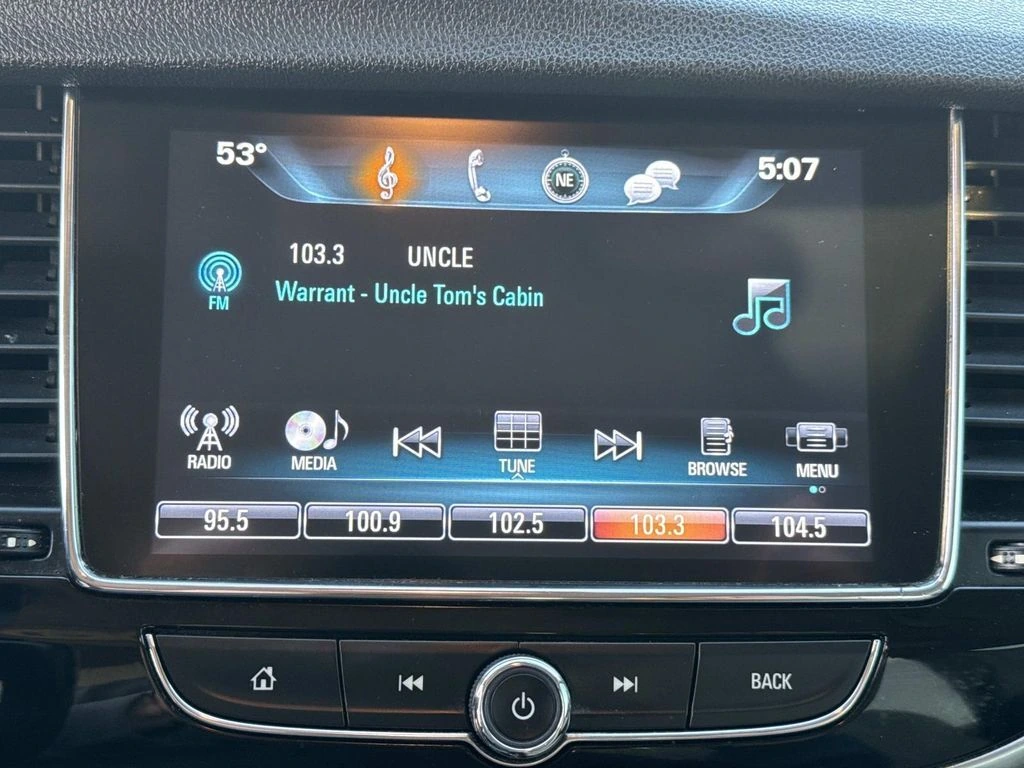 53° NE 5:07
103.3 UNCLE
FM Warrant - Uncle Tom's Cabin
RADIO MEDIA TUNE BROWSE MENU
95.5 100.9 102.5 103.3 104.5
BACK